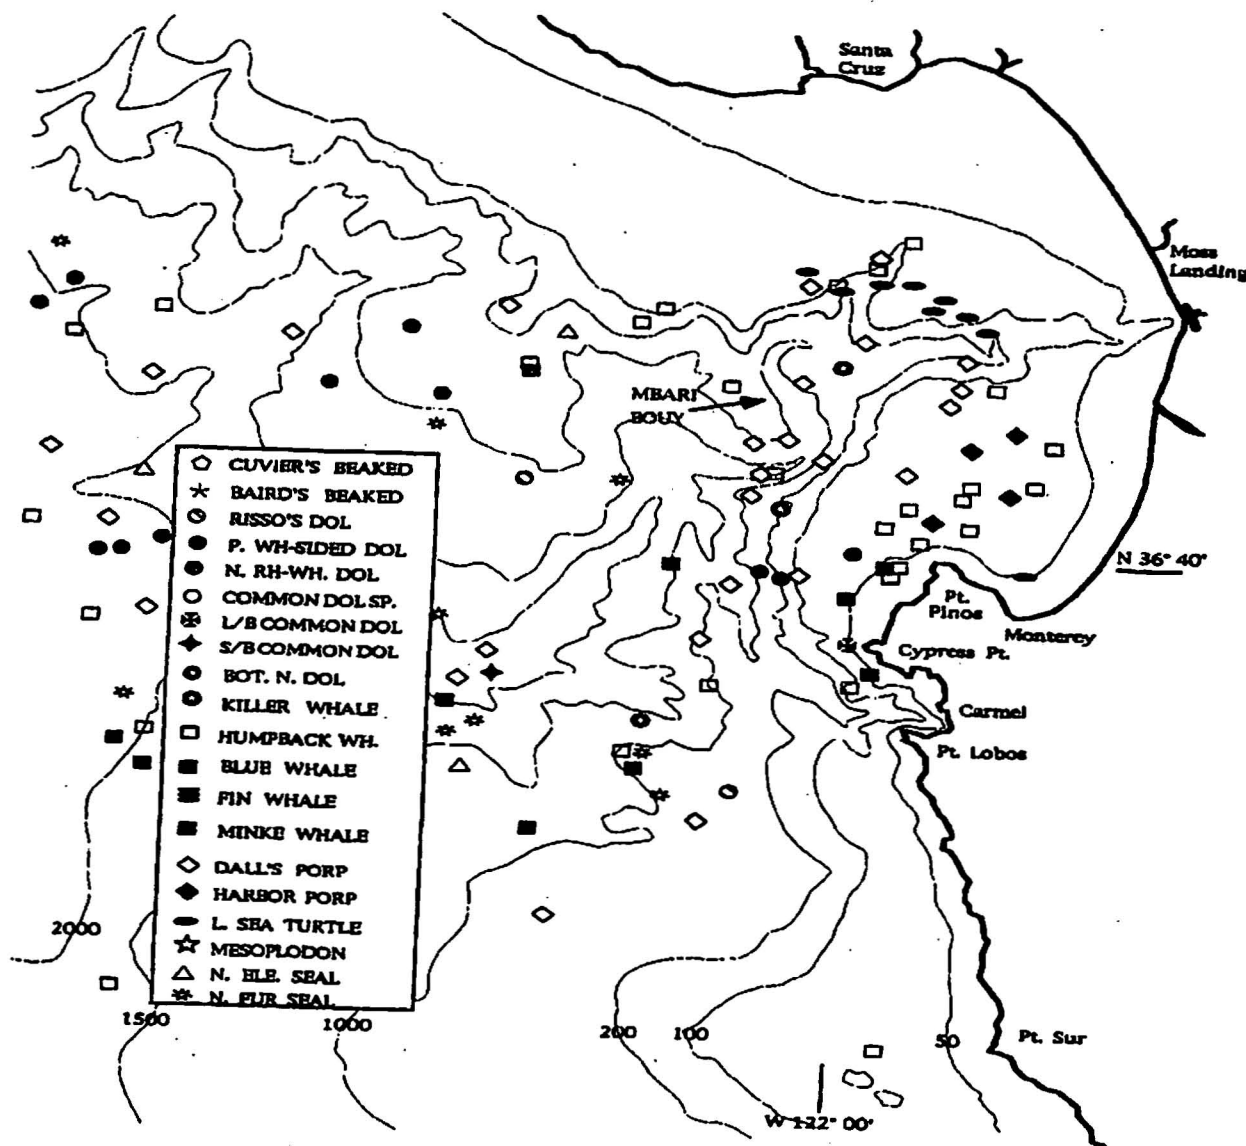 Santa
Cruz
Moss
Landing
MBARI
BOUY
CUVIER'S BEAKED
BAIRD'S BEAKED
RISSO'S DOL
P. WH-SIDED DOL
N. RH-WH. DOL
COMMON DOL SP.
L/B COMMON DOL
S/B COMMON DOL
BOT. N. DOL
KILLER WHALE
HUMPBACK WH.
BLUE WHALE
FIN WHALE
MINKE WHALE
DALL'S PORP
HARBOR PORP
L. SEA TURTLE
MESOPLODON
N. ELE. SEAL
N. FUR SEAL
N 36° 40'
Pt.
Pinos
Monterey
Cypress Pt.
Carmel
Pt. Lobos
2000
1500
1000
200
100
50
Pt. Sur
W 122° 00'